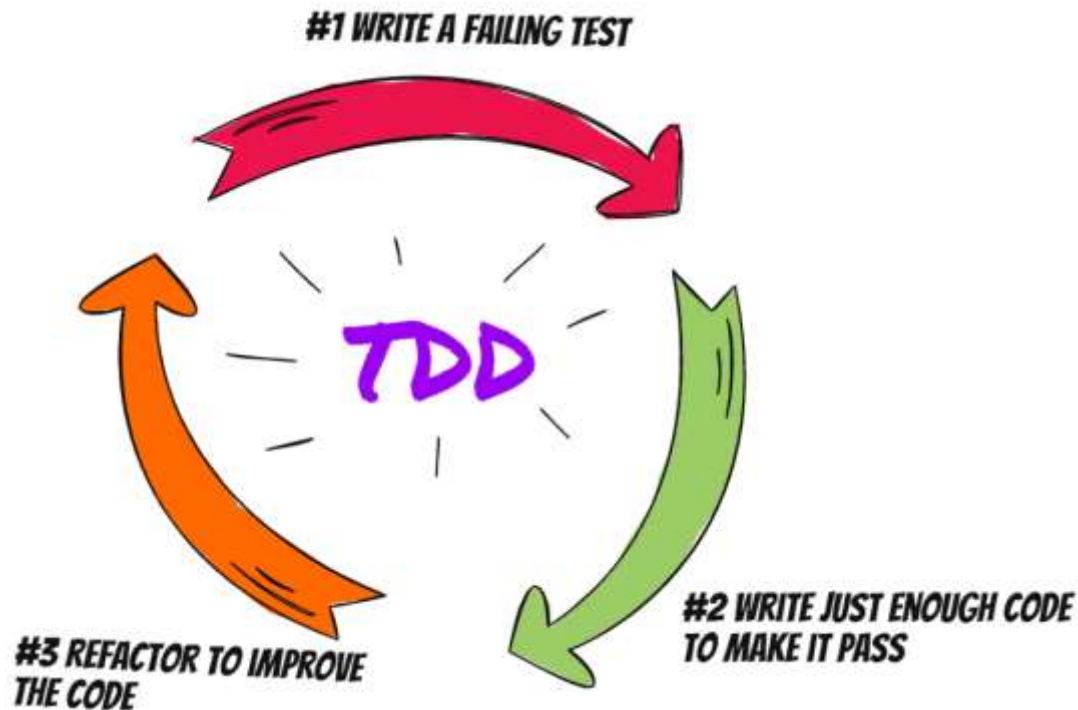 #1 WRITE A FAILING TEST
TDD
#2 WRITE JUST ENOUGH CODE
TO MAKE IT PASS
#3 REFACTOR TO IMPROVE
THE CODE